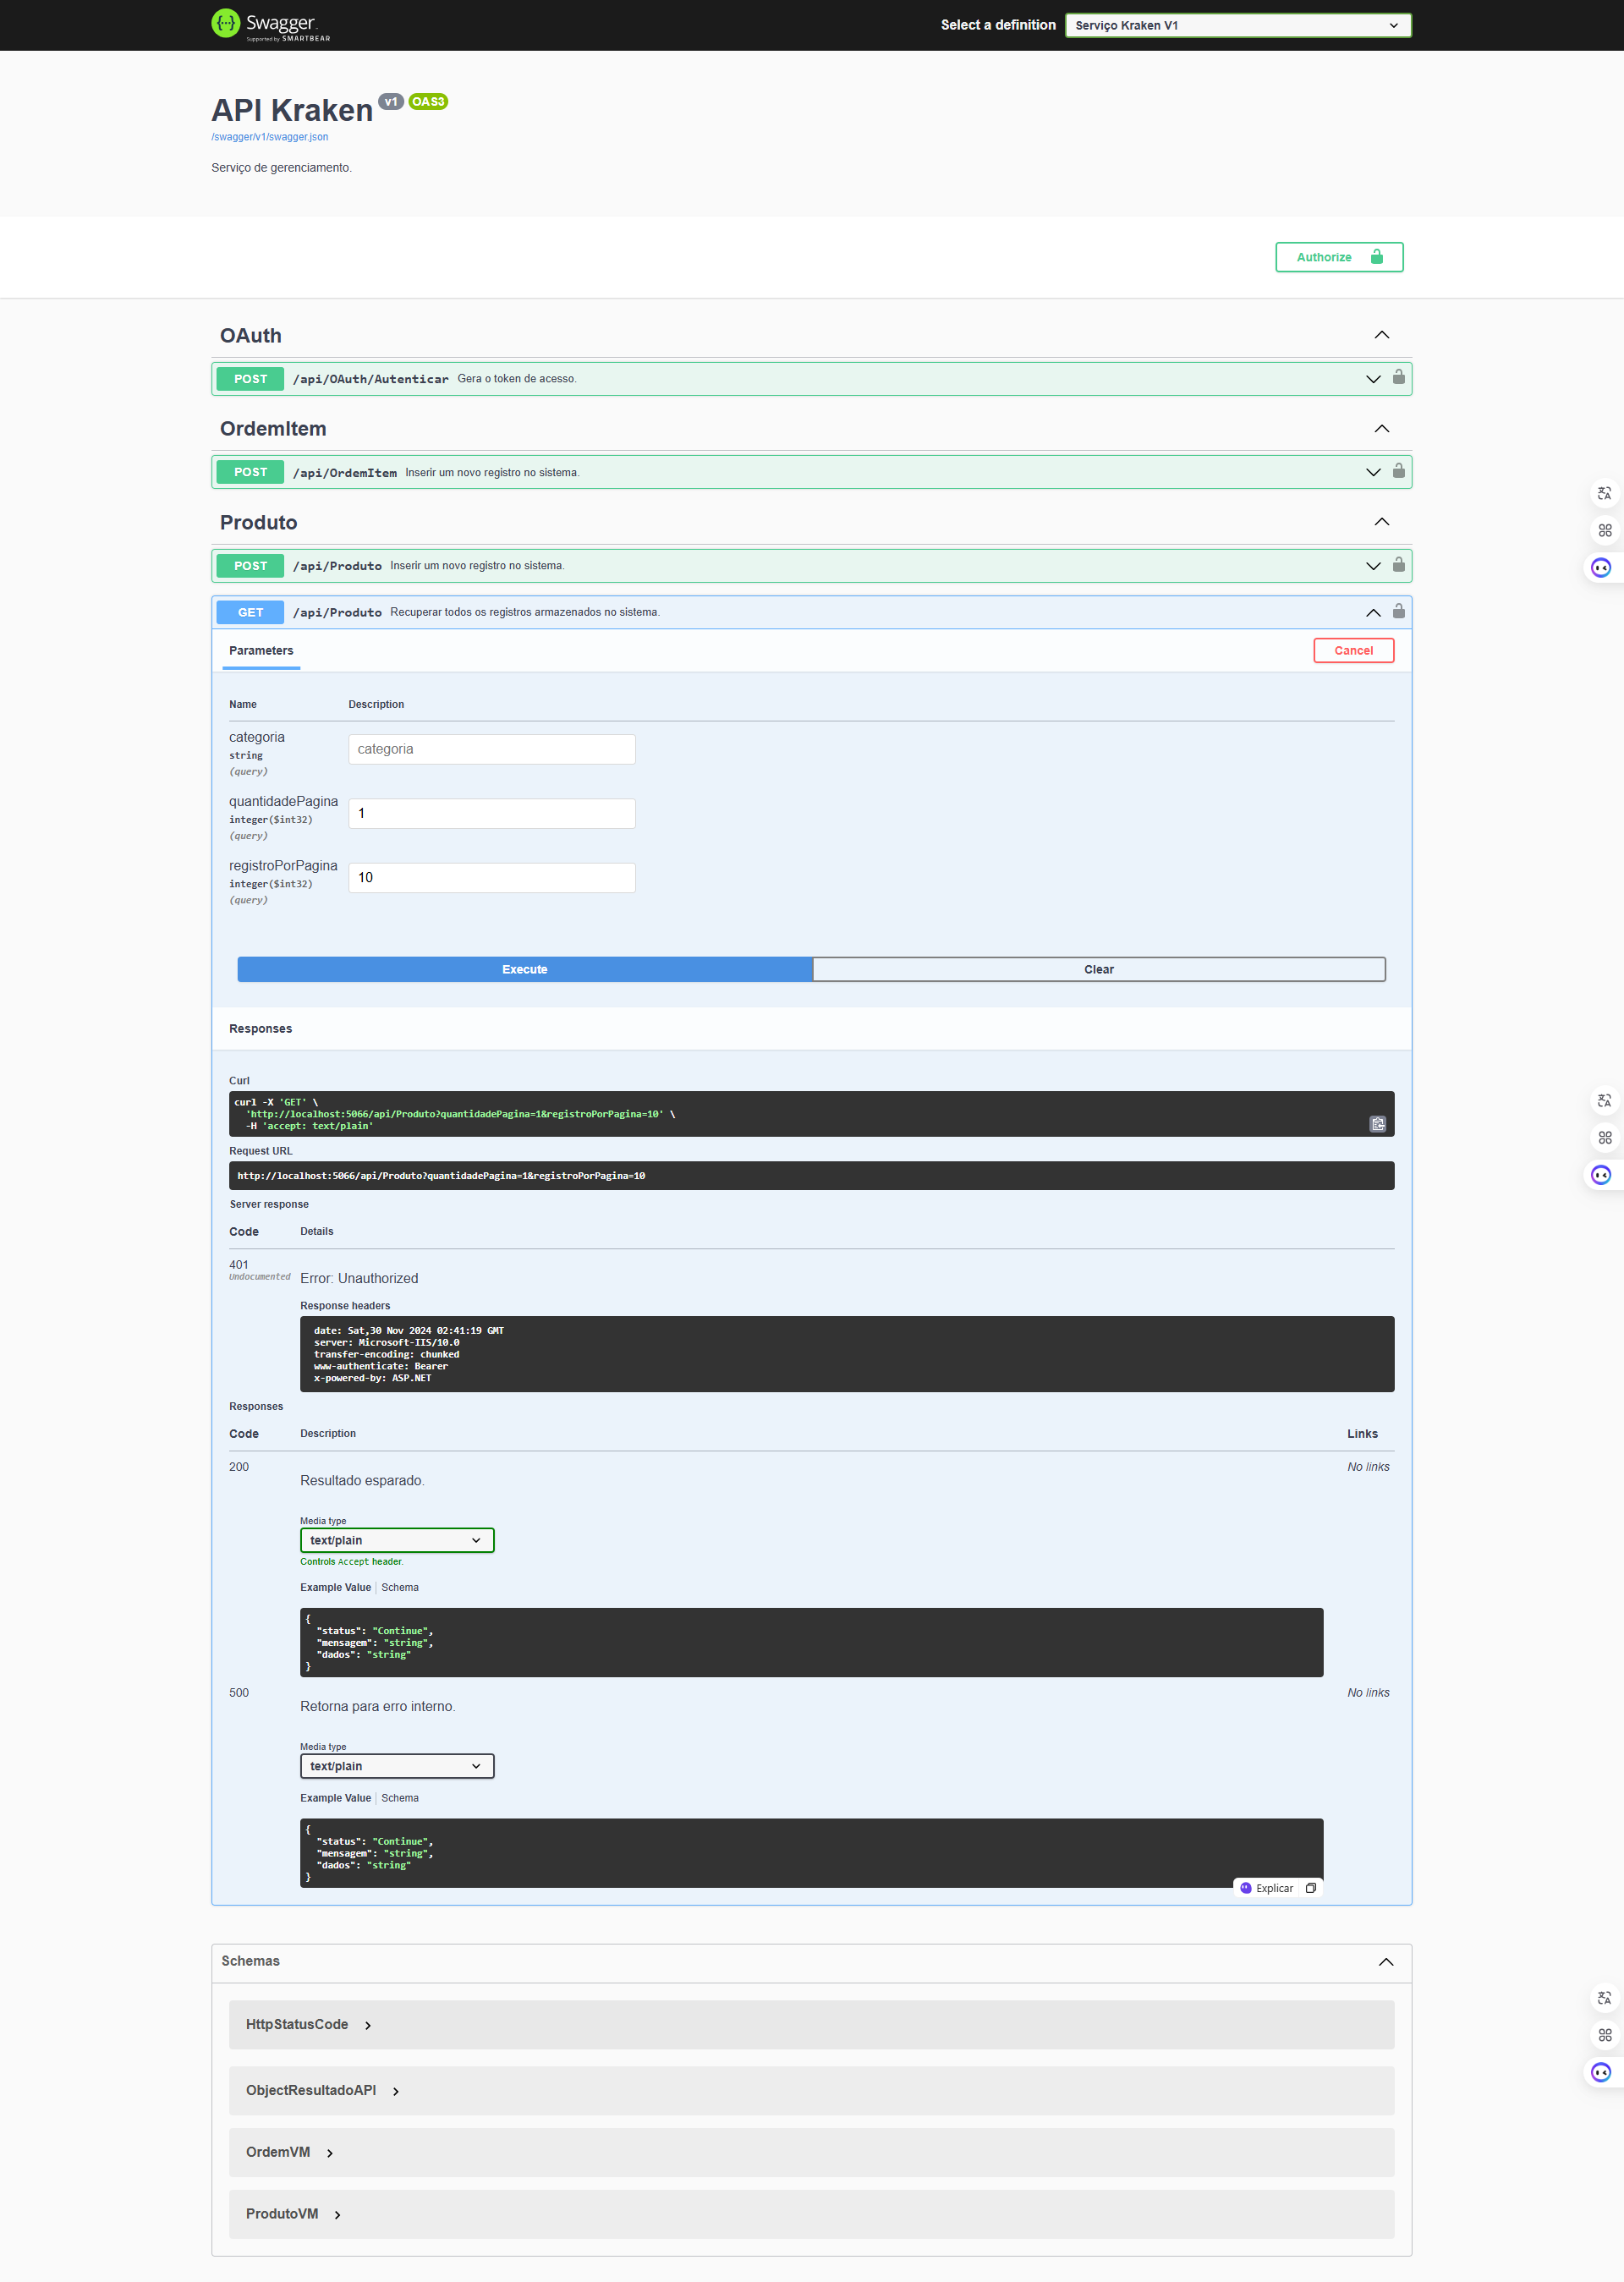 Swagger.
Supported by SMARTBEAR
Select a definition
Serviço Kraken V1
API Kraken v1 OAS3
/swagger/v1/swagger.json
Serviço de gerenciamento.
Authorize
OAuth
POST /api/OAuth/Autenticar Gera o token de acesso.
OrdemItem
POST /api/OrdemItem Inserir um novo registro no sistema.
Produto
POST /api/Produto Inserir um novo registro no sistema.
GET /api/Produto Recuperar todos os registros armazenados no sistema.
Parameters
Cancel
Name Description
categoria
string
(query)
categoria
quantidadePagina
integer($int32)
(query)
1
registroPorPagina
integer($int32)
(query)
10
Execute
Clear
Responses
Curl
curl -X 'GET' \
'http://localhost:5066/api/Produto?quantidadePagina=1&registroPorPagina=10' \
-H 'accept: text/plain'
Request URL
http://localhost:5066/api/Produto?quantidadePagina=1&registroPorPagina=10
Server response
Code Details
401
Undocumented
Error: Unauthorized
Response headers
date: Sat,30 Nov 2024 02:41:19 GMT
server: Microsoft-IIS/10.0
transfer-encoding: chunked
www-authenticate: Bearer
x-powered-by: ASP.NET
Responses
Code Description Links
200
Resultado esparado.
No links
Media type
text/plain
Controls Accept header.
Example Value Schema
{
"status": "Continue",
"mensagem": "string",
"dados": "string"
}
500
Retorna para erro interno.
No links
Media type
text/plain
Example Value Schema
{
"status": "Continue",
"mensagem": "string",
"dados": "string"
}
Explicar
Schemas
HttpStatusCode
ObjectResultadoAPI
OrdemVM
ProdutoVM